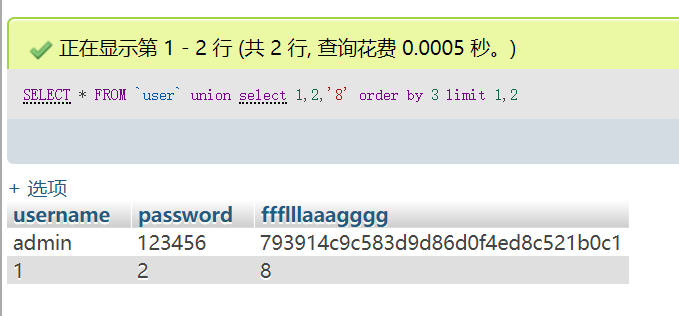 正在显示第 1 - 2 行 (共 2 行, 查询花费 0.0005 秒。)
SELECT * FROM `user` union select 1,2,'8' order by 3 limit 1,2
+ 选项
username password ffflllaaagggg
admin 123456 793914c9c583d9d86d0f4ed8c521b0c1
1 2 8